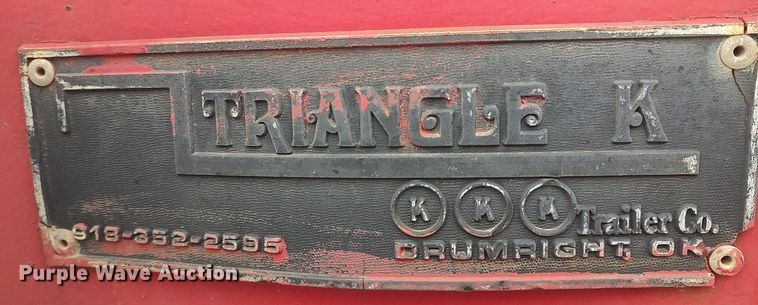 TRIANGLE K
K K K Trailer Co.
918-352-2595
DRUMRIGHT, OK
Purple Wave Auction